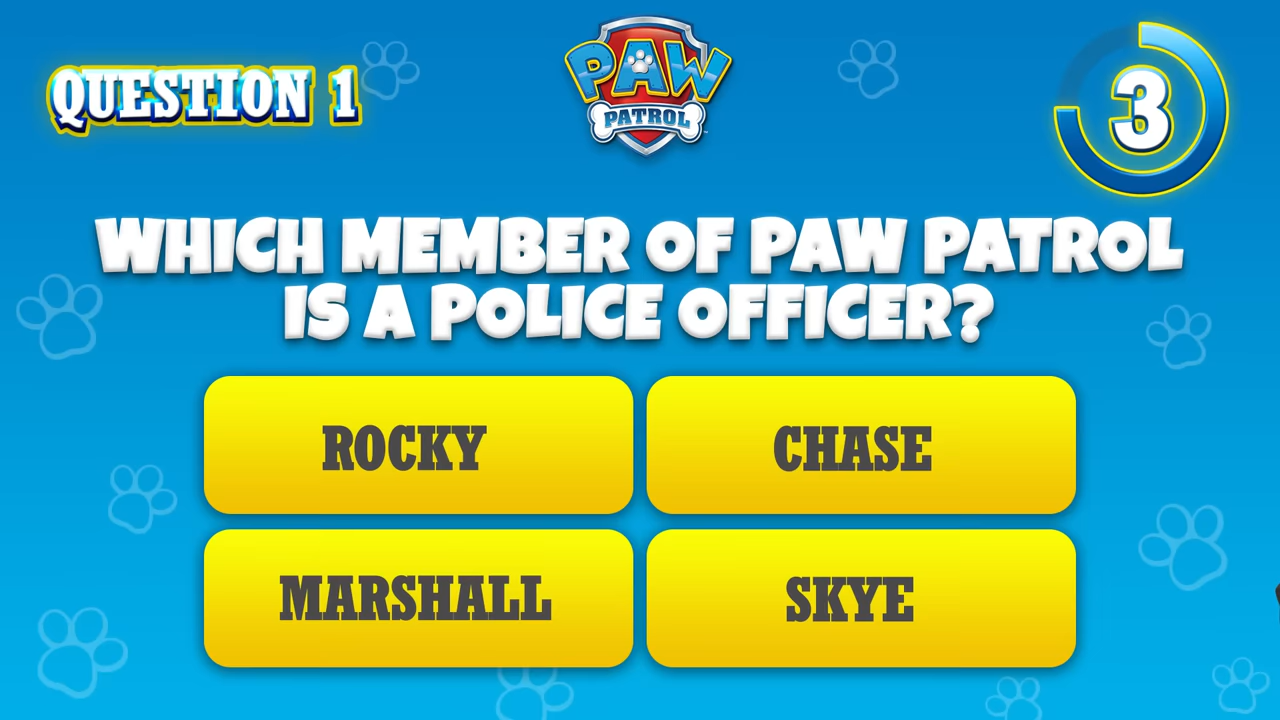 QUESTION 1
PAW
PATROL
3
WHICH MEMBER OF PAW PATROL
IS A POLICE OFFICER?
ROCKY
CHASE
MARSHALL
SKYE